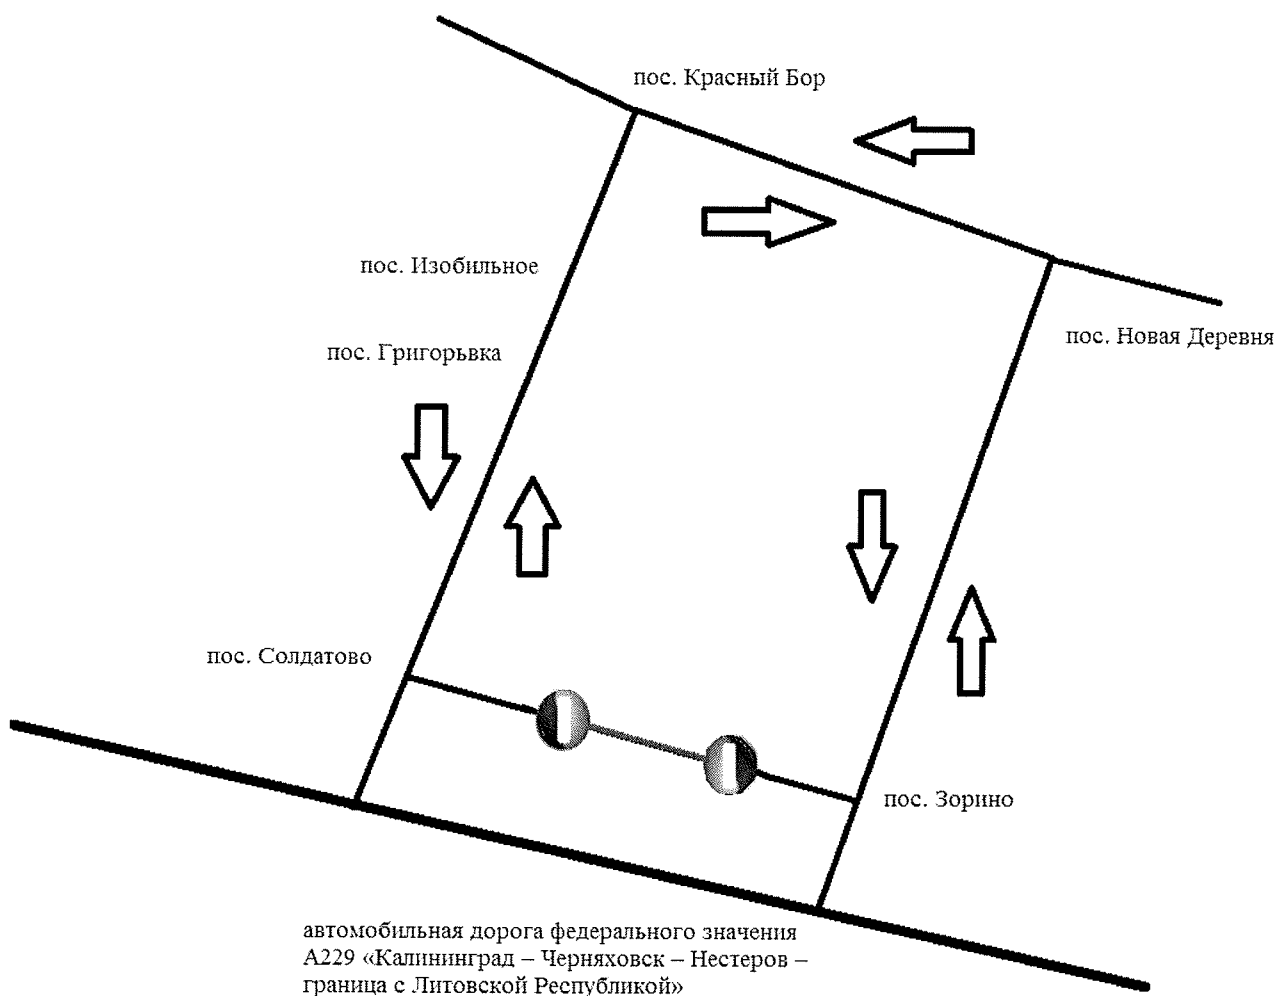 пос. Красный Бор
пос. Изобильное
пос. Новая Деревня
пос. Григорьвка
пос. Солдатово
пос. Зорино
автомобильная дорога федерального значения
А229 «Калининград – Черняховск – Нестеров –
граница с Литовской Республикой»